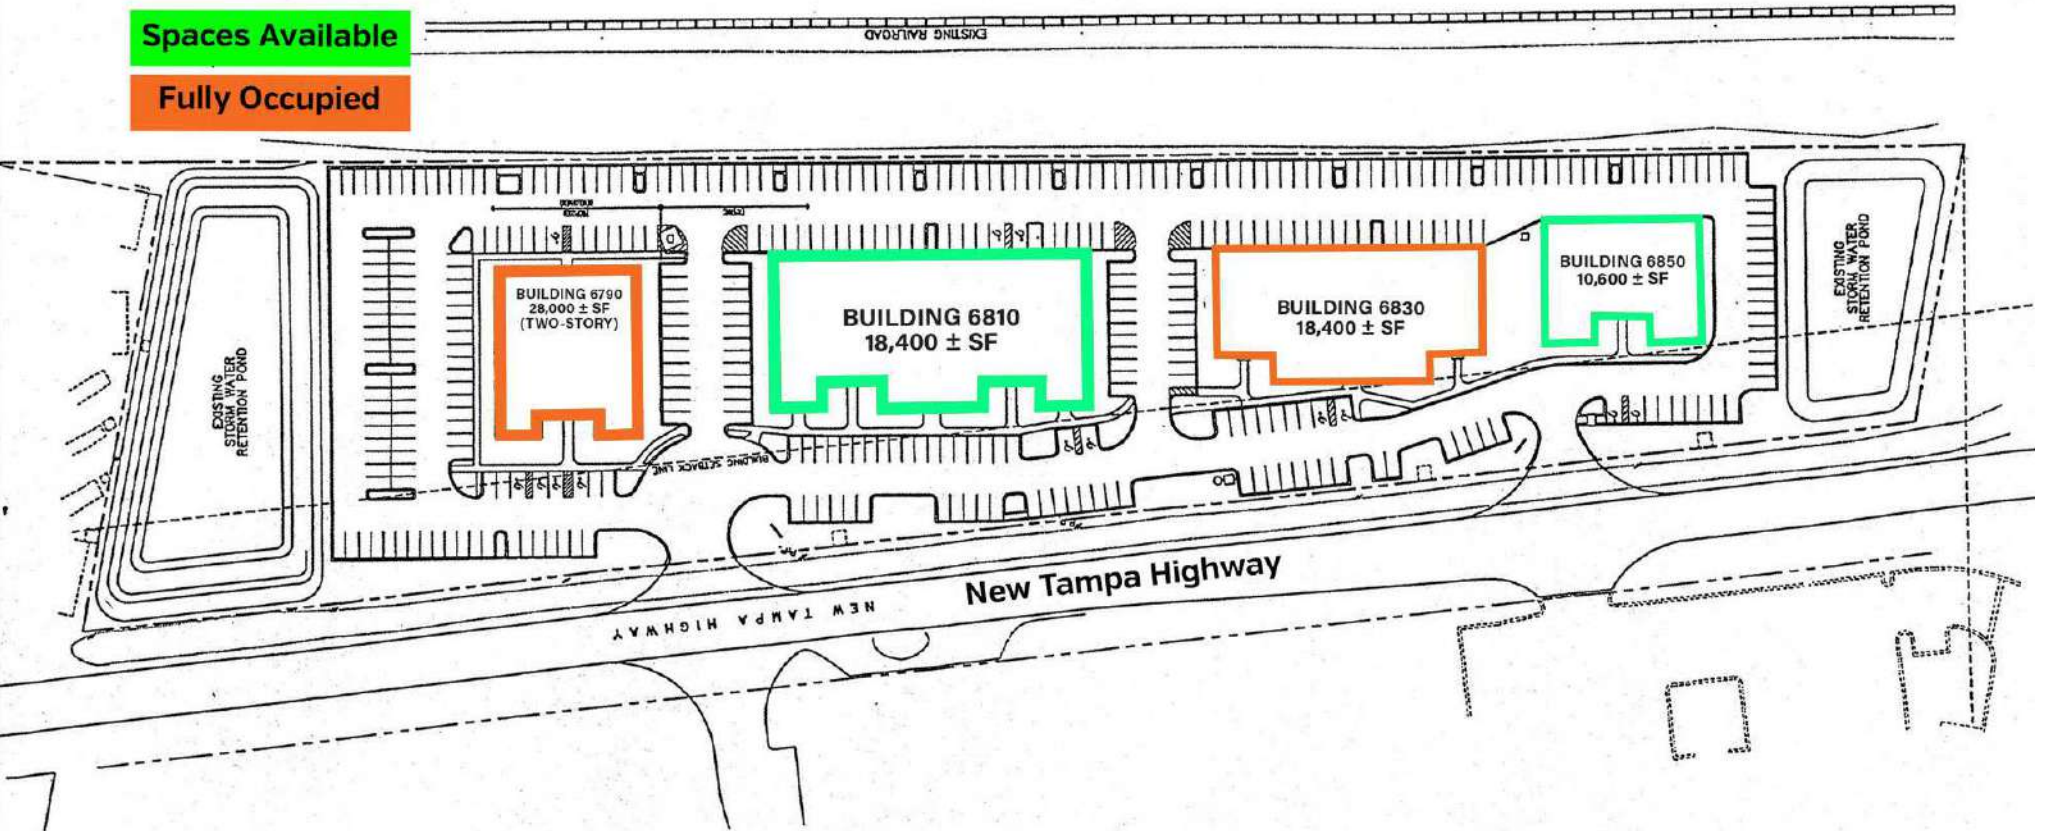 Spaces Available
Fully Occupied
EXISTING RAILROAD
BUILDING 6790
28,000 ± SF
(TWO-STORY)
BUILDING 6810
18,400 ± SF
BUILDING 6830
18,400 ± SF
BUILDING 6850
10,600 ± SF
EXISTING
STORM WATER
RETENTION POND
EXISTING
STORM WATER
RETENTION POND
BUILDING SETBACK LINE
New Tampa Highway
NEW TAMPA HIGHWAY